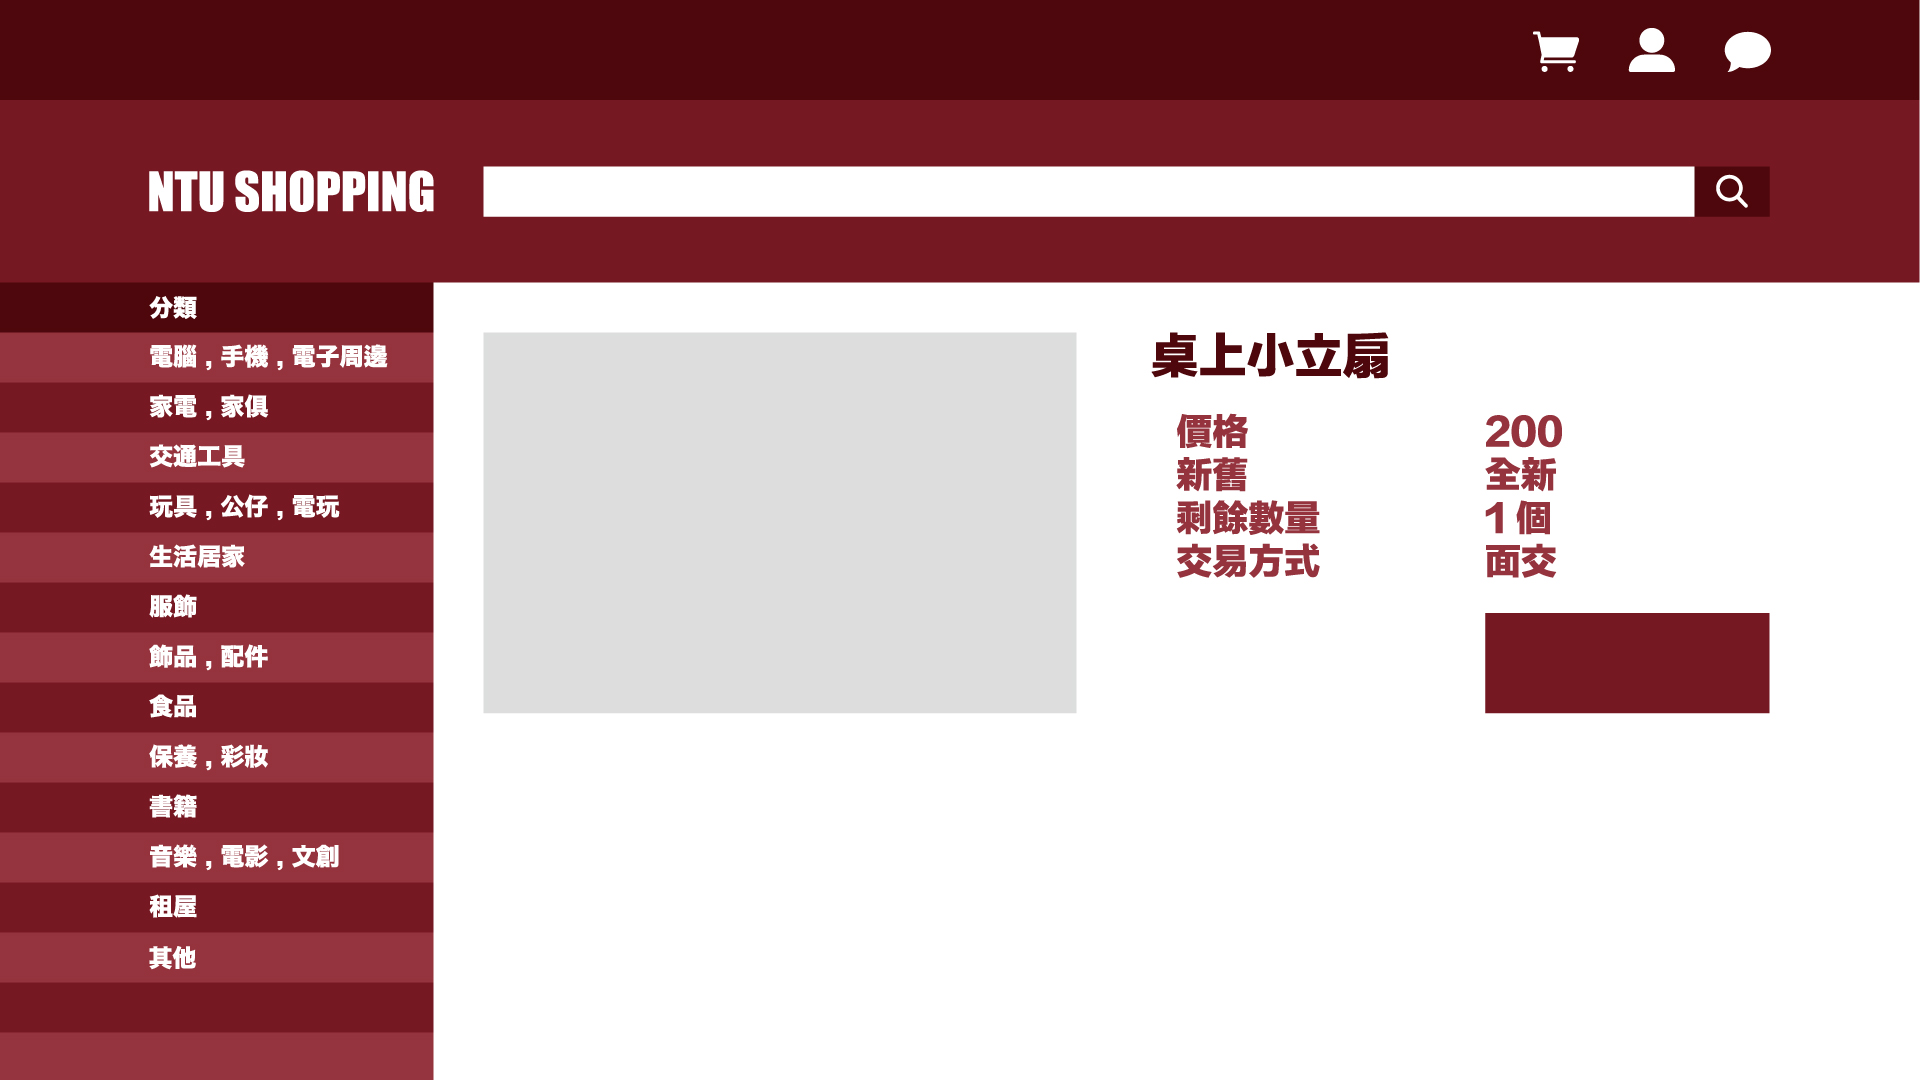 NTU SHOPPING
分類
電腦 , 手機 , 電子周邊
家電 , 家俱
交通工具
玩具 , 公仔 , 電玩
生活居家
服飾
飾品 , 配件
食品
保養 , 彩妝
書籍
音樂 , 電影 , 文創
租屋
其他
桌上小立扇
價格 200
新舊 全新
剩餘數量 1 個
交易方式 面交